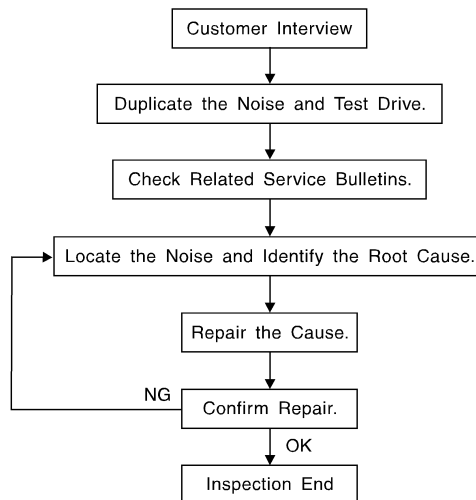 Customer Interview
Duplicate the Noise and Test Drive.
Check Related Service Bulletins.
Locate the Noise and Identify the Root Cause.
Repair the Cause.
NG
Confirm Repair.
OK
Inspection End